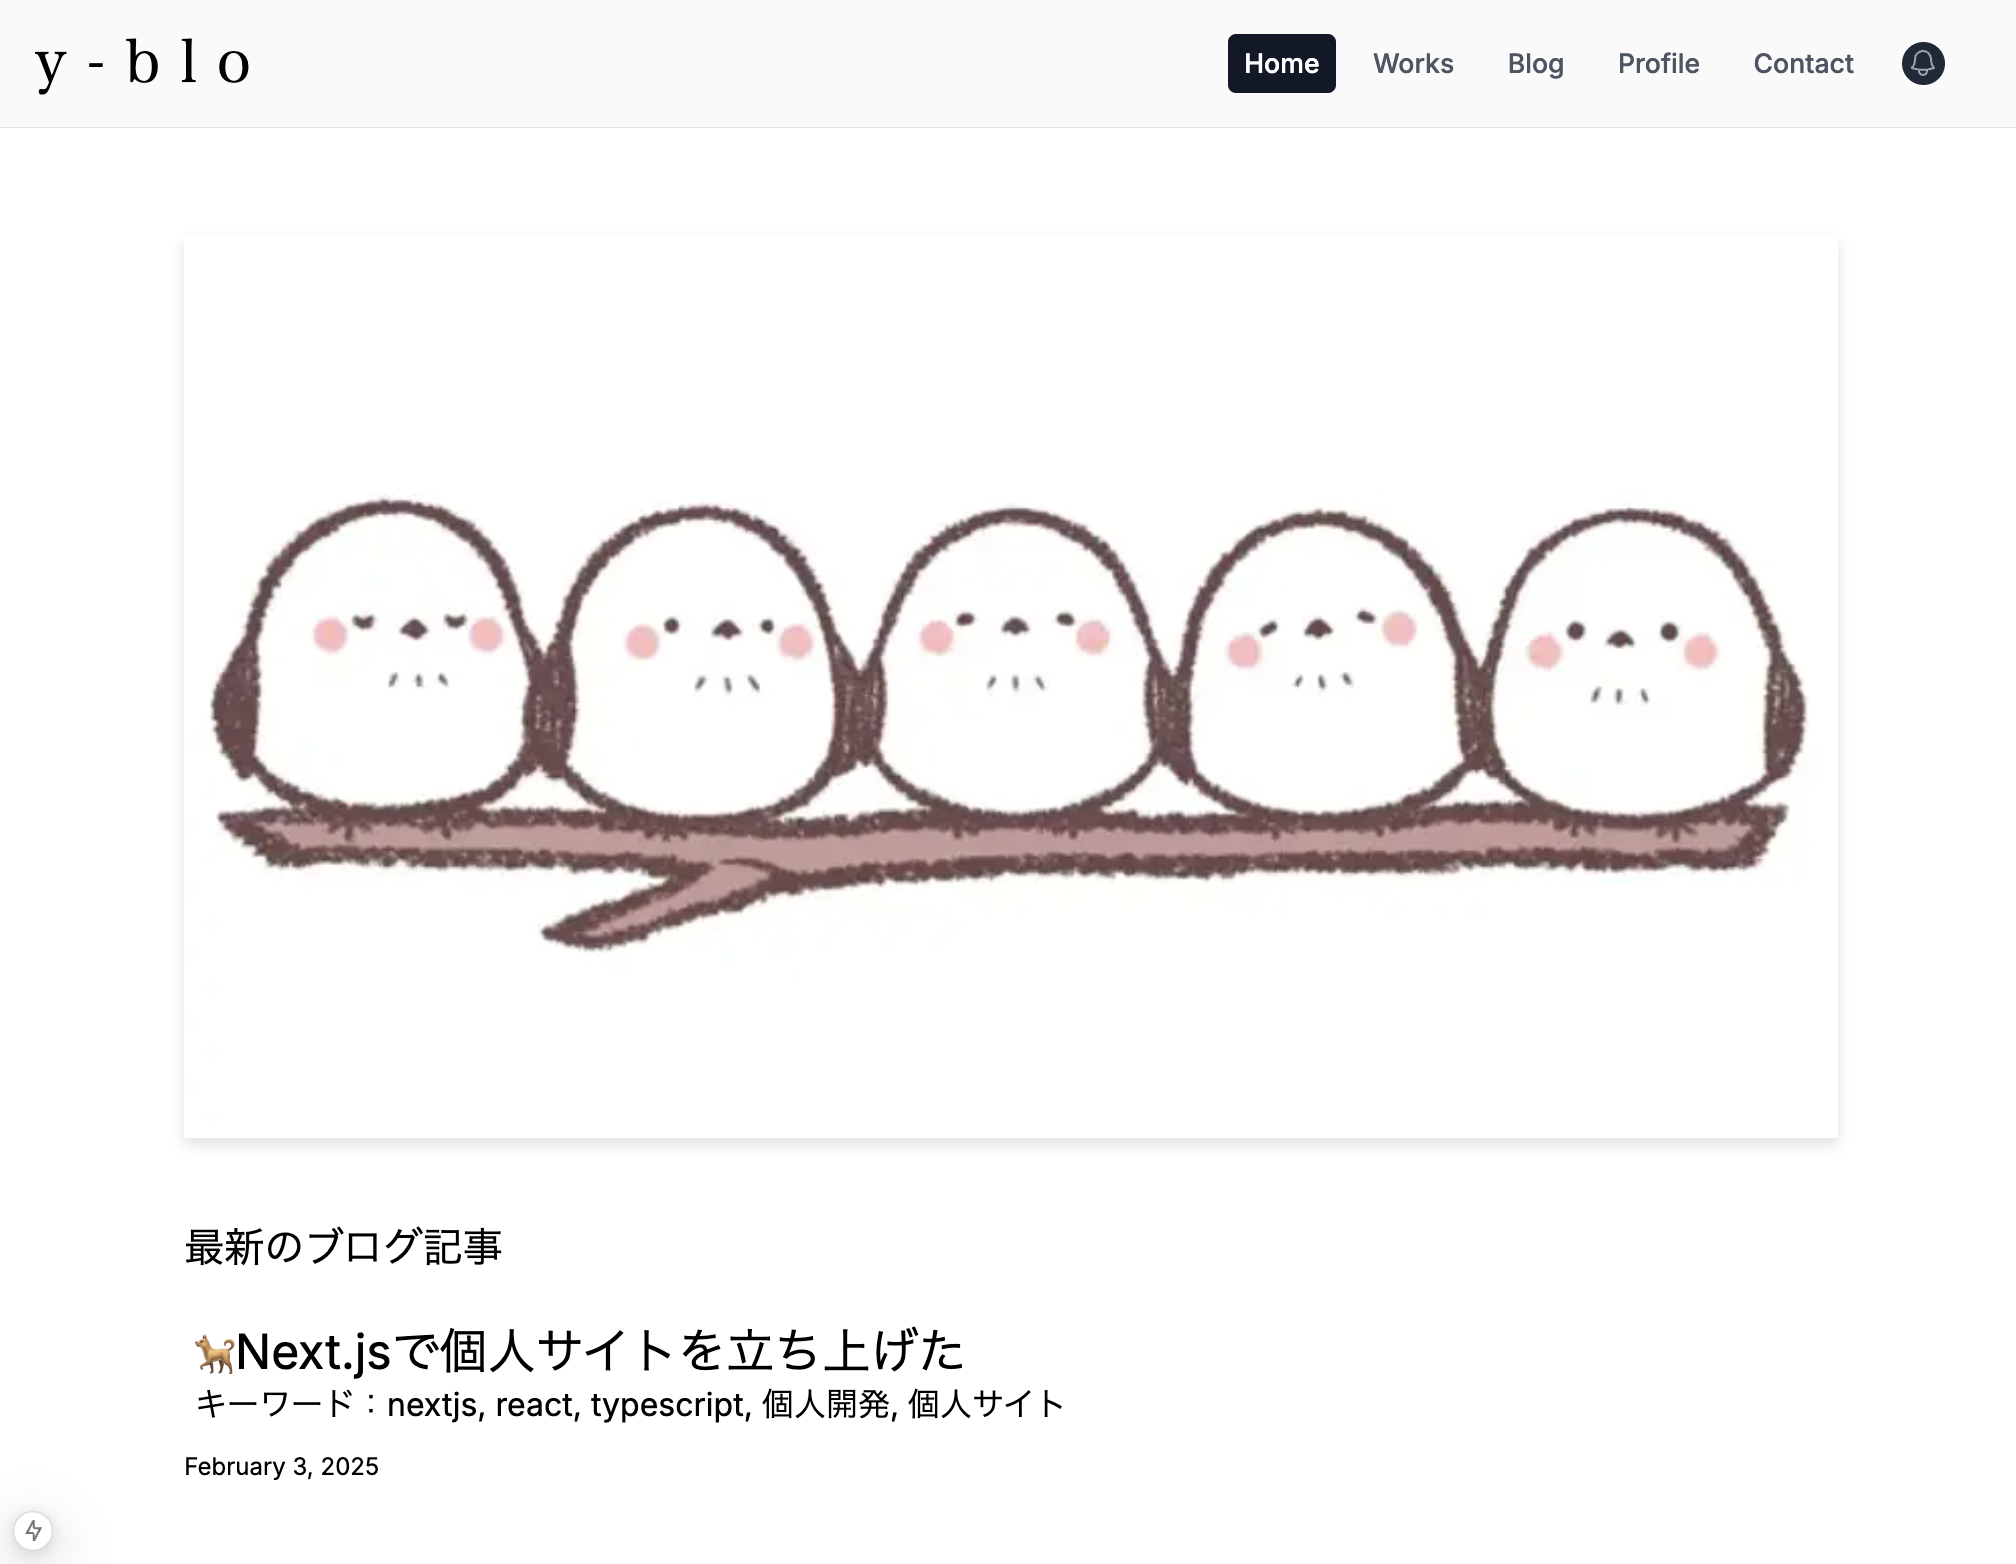 y-blo
Home Works Blog Profile Contact
最新のブログ記事
🐕Next.jsで個人サイトを立ち上げた
キーワード：nextjs, react, typescript, 個人開発, 個人サイト
February 3, 2025